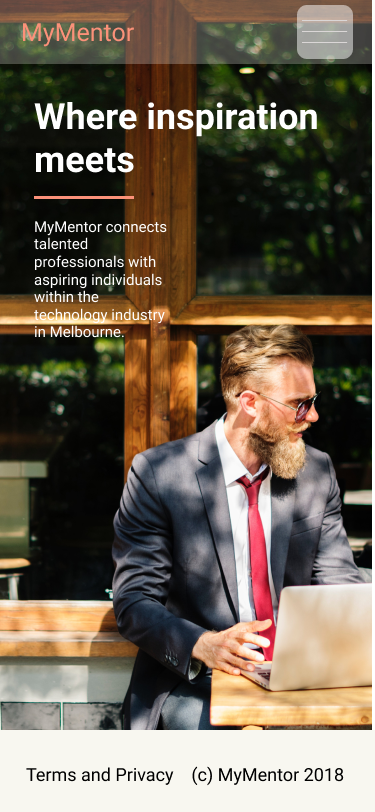 MyMentor
Where inspiration
meets
MyMentor connects
talented
professionals with
aspiring individuals
within the
technology industry
in Melbourne.
Terms and Privacy (c) MyMentor 2018